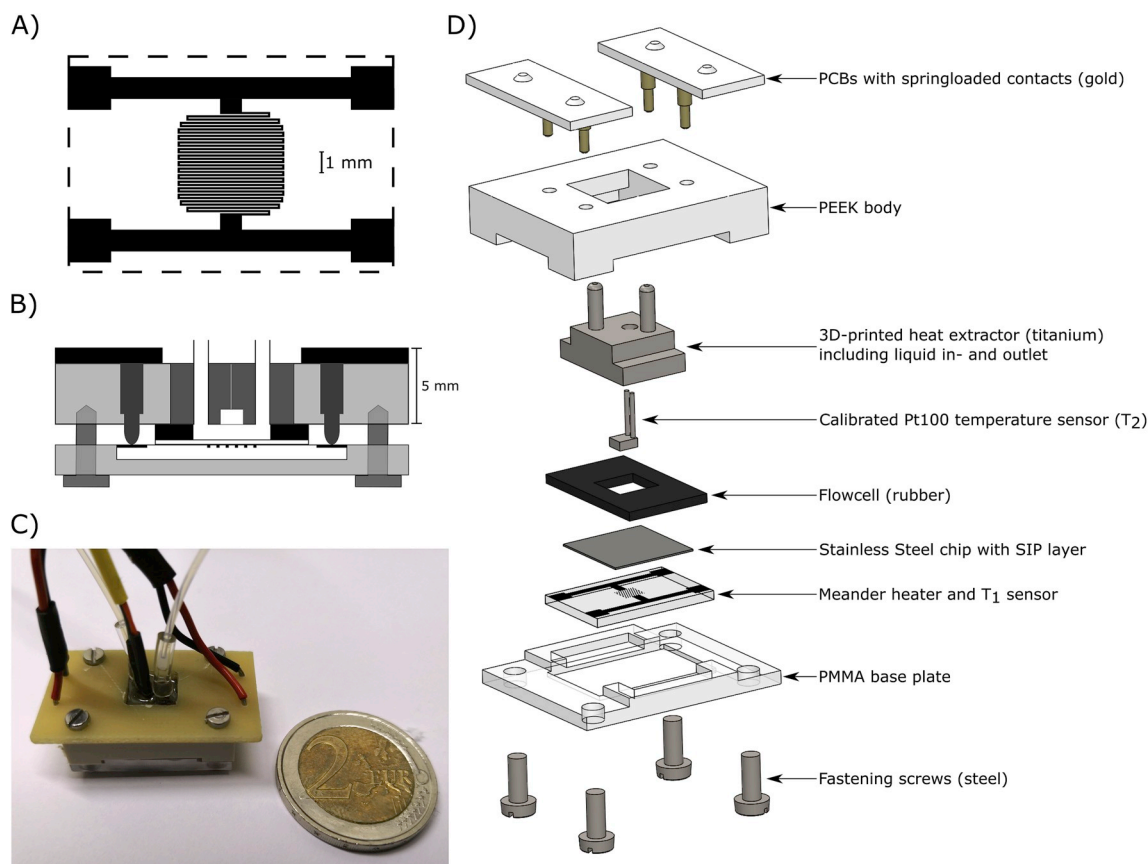 A)
1 mm
B)
5 mm
C)
2 EURO
D)
PCBs with springloaded contacts (gold)
PEEK body
3D-printed heat extractor (titanium)
including liquid in- and outlet
Calibrated Pt100 temperature sensor (T2)
Flowcell (rubber)
Stainless Steel chip with SIP layer
Meander heater and T1 sensor
PMMA base plate
Fastening screws (steel)